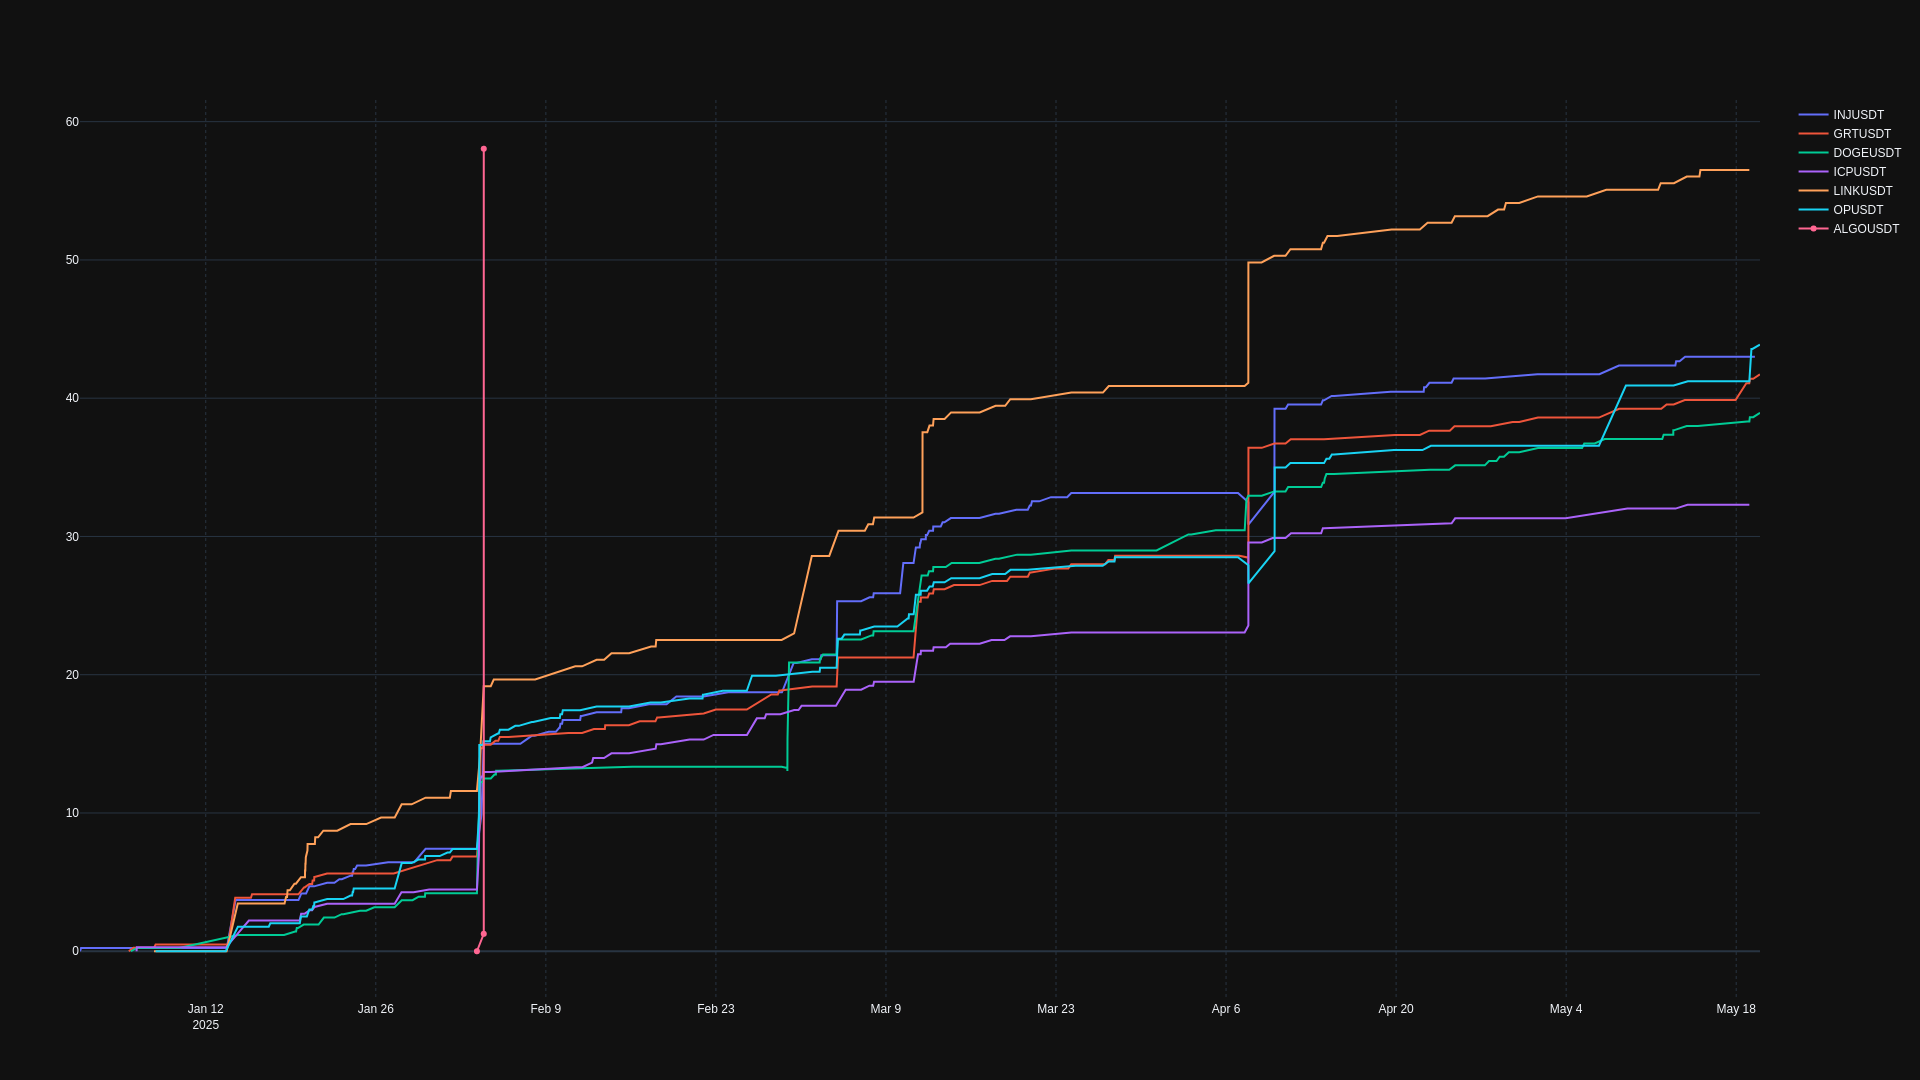 60
50
40
30
20
10
0
Jan 12
2025
Jan 26
Feb 9
Feb 23
Mar 9
Mar 23
Apr 6
Apr 20
May 4
May 18
INJUSDT
GRTUSDT
DOGEUSDT
ICPUSDT
LINKUSDT
OPUSDT
ALGOUSDT